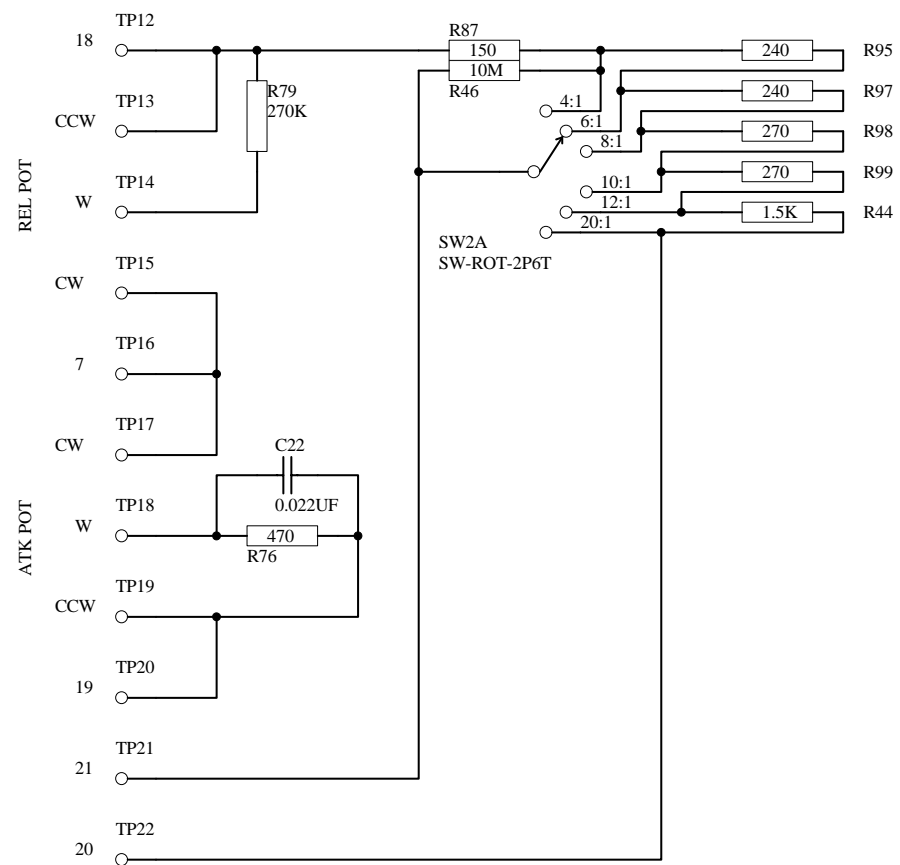 TP12
18
R87
150
240
R95
10M
R46
R79
270K
TP13
CCW
4:1
6:1
8:1
240
R97
270
R98
TP14
W
REL POT
10:1
12:1
20:1
270
R99
1.5K
R44
SW2A
SW-ROT-2P6T
TP15
CW
TP16
7
TP17
CW
C22
0.022UF
TP18
W
470
R76
ATK POT
TP19
CCW
TP20
19
TP21
21
TP22
20